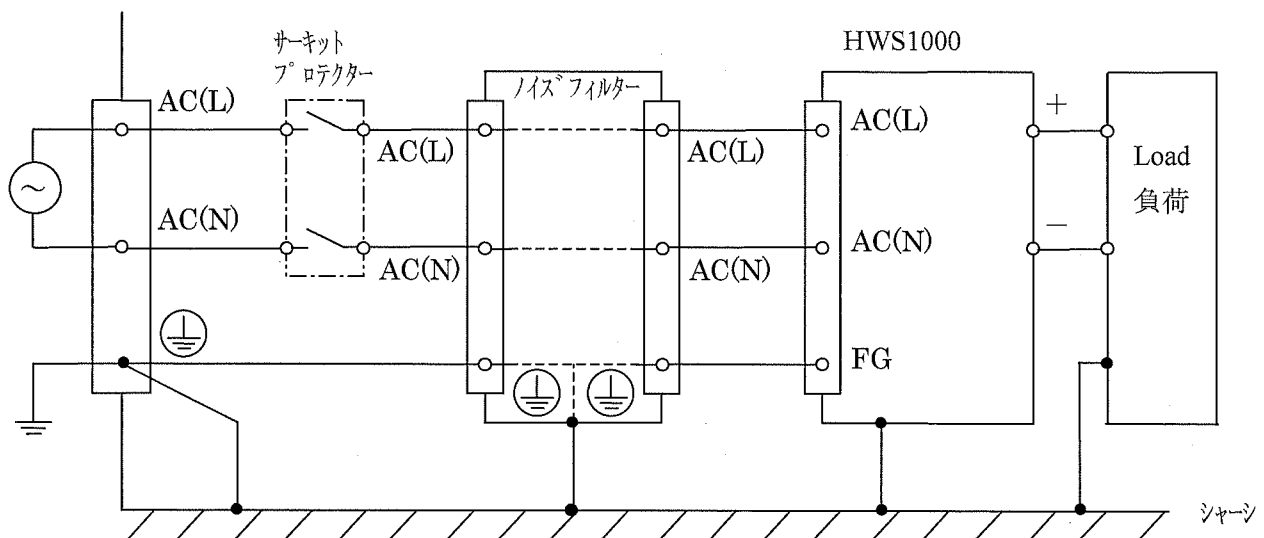 サーキット
プロテクター
HWS1000
ノイズフィルター
AC(L)
AC(L)
AC(L)
AC(L)
+
Load
負荷
~
AC(N)
AC(N)
AC(N)
AC(N)
−
FG
シャーシ